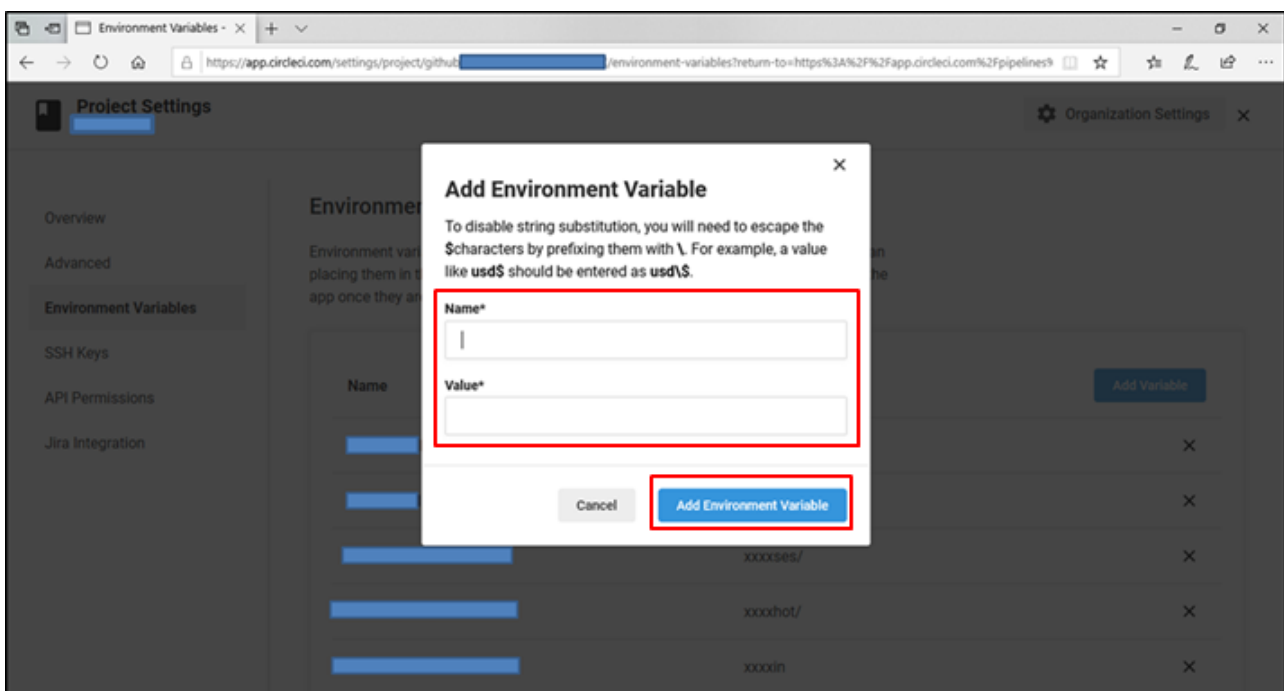 Environment Variables -
https://app.circleci.com/settings/project/github /environment-variables?return-to=https%3A%2F%2Fapp.circleci.com%2Fpipelines%
Project Settings
Organization Settings
Add Environment Variable
To disable string substitution, you will need to escape the
$characters by prefixing them with \. For example, a value
like usd$ should be entered as usd\$.
Name*
Value*
Cancel
Add Environment Variable
Overview
Advanced
Environment Variables
SSH Keys
API Permissions
Jira Integration
Environmen
Environment vari
placing them in t
app once they ar
an
he
Name
Add Variable
xxxxses/
xxxxhot/
xxxxin